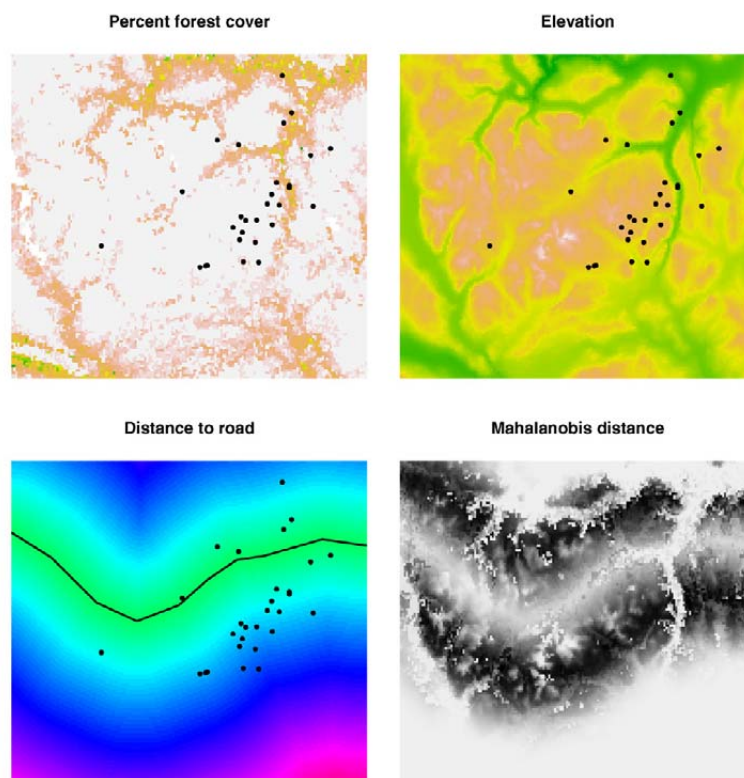 Percent forest cover
Elevation
Distance to road
Mahalanobis distance